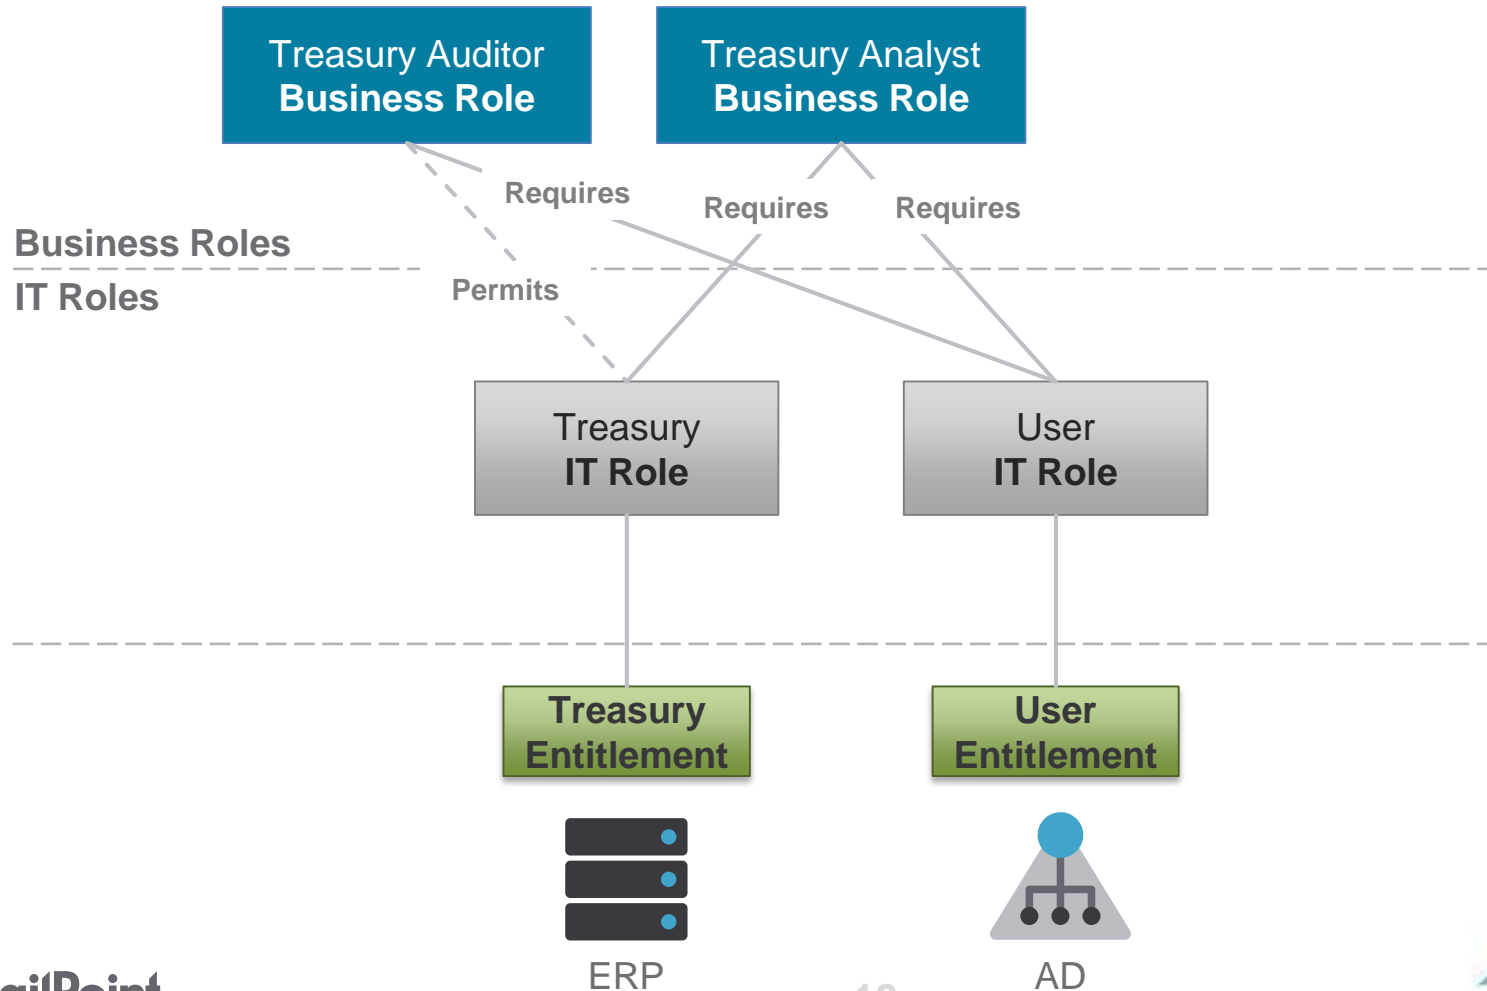 Treasury Auditor
Business Role
Treasury Analyst
Business Role
Requires
Requires
Requires
Business Roles
IT Roles
Permits
Treasury
IT Role
User
IT Role
Treasury
Entitlement
User
Entitlement
ERP
AD